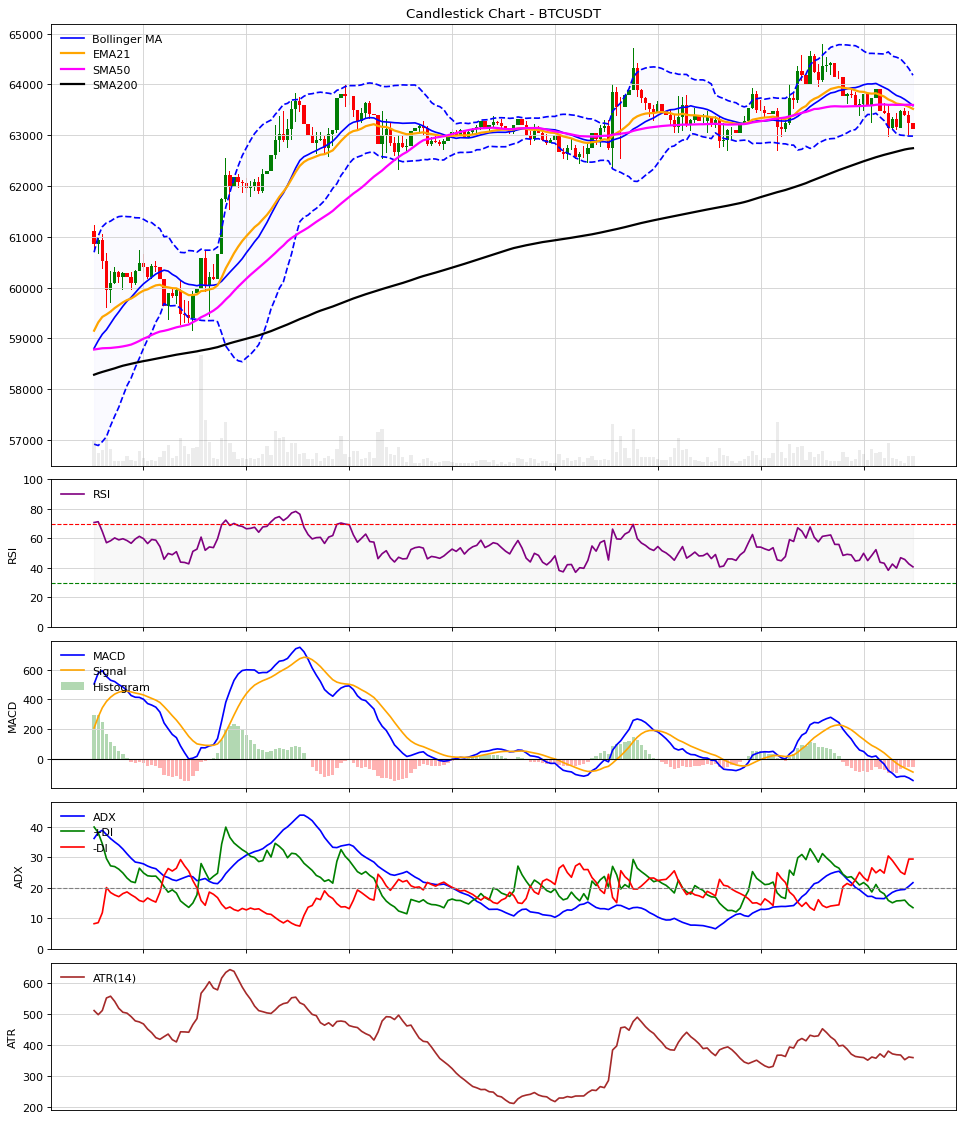 Candlestick Chart - BTCUSDT
65000
64000
63000
62000
61000
60000
59000
58000
57000
Bollinger MA
EMA21
SMA50
SMA200
100
80
60
40
20
0
RSI
RSI
600
400
200
0
MACD
MACD
Signal
Histogram
40
30
20
10
0
ADX
ADX
+DI
-DI
600
500
400
300
200
ATR
ATR(14)